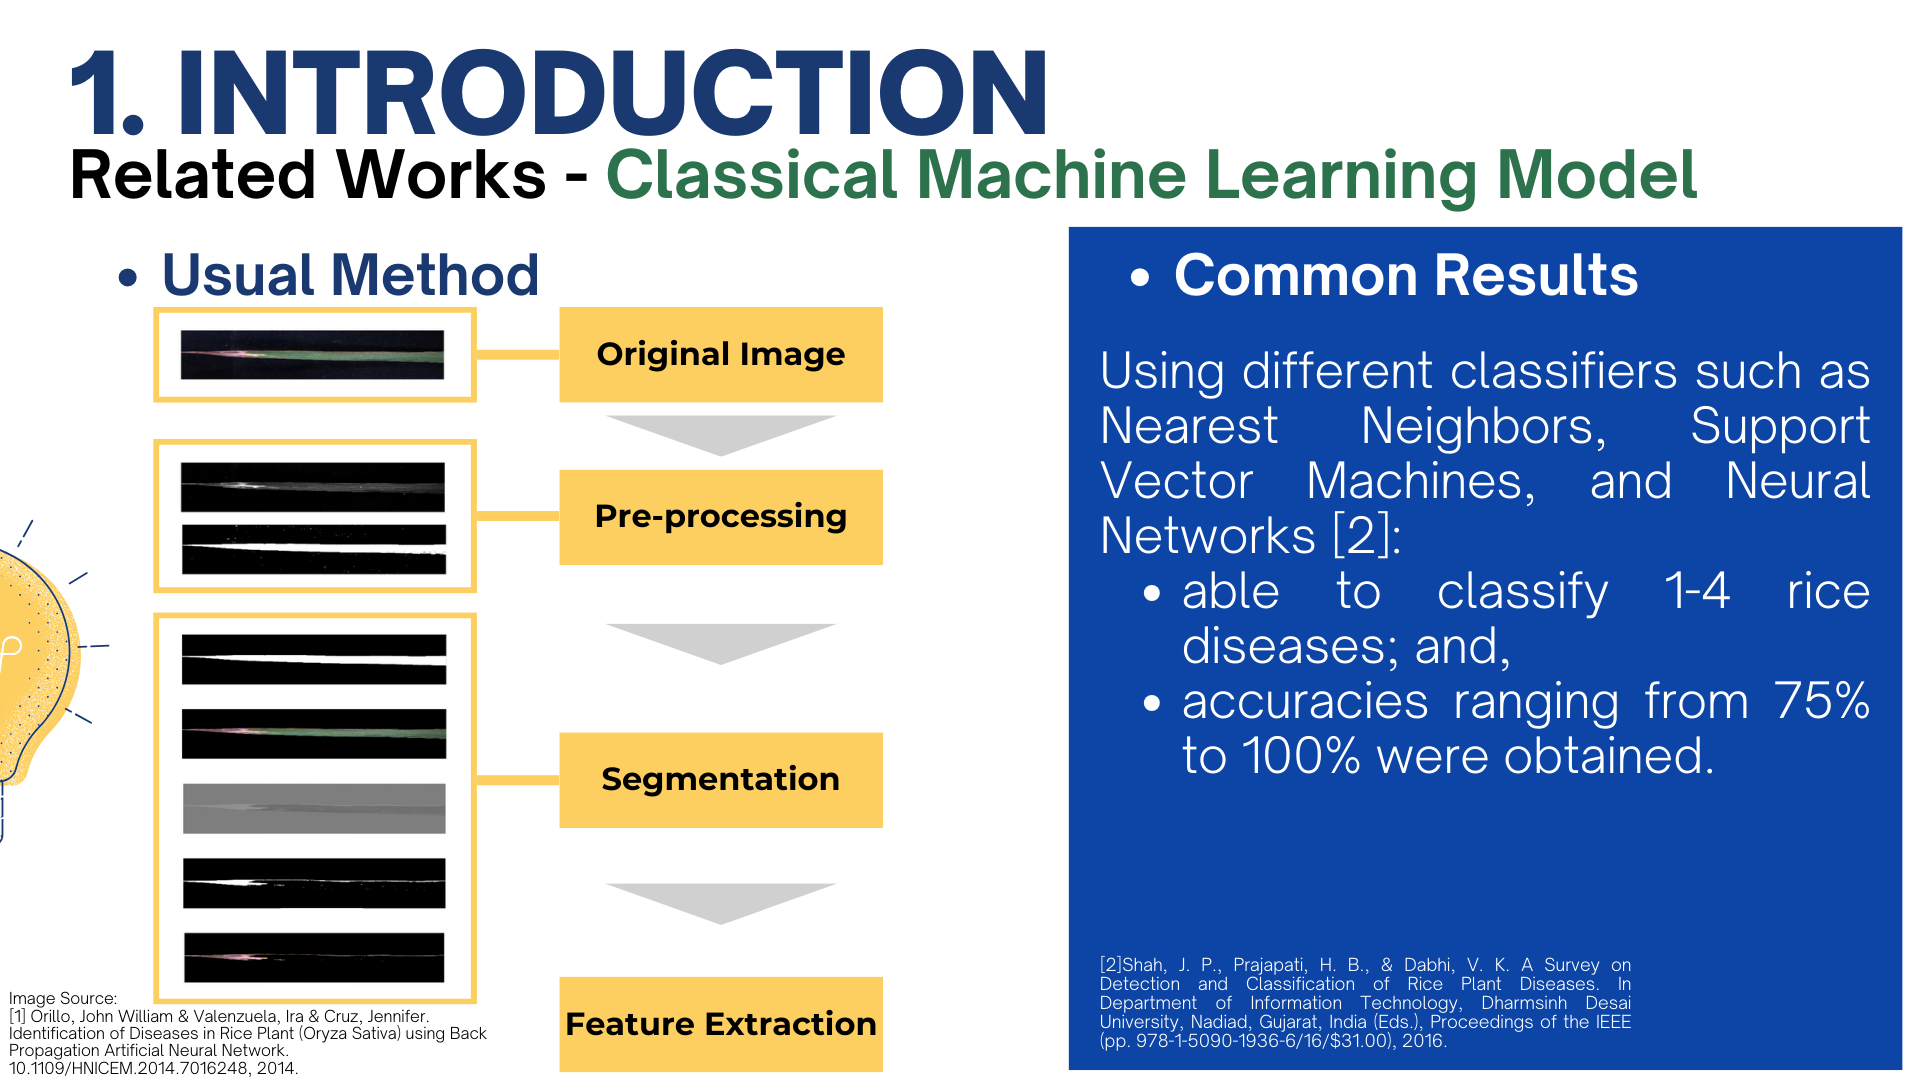 1. INTRODUCTION
Related Works - Classical Machine Learning Model
• Usual Method
Original Image
Pre-processing
Segmentation
Feature Extraction
Image Source:
[1] Orillo, John William & Valenzuela, Ira & Cruz, Jennifer.
Identification of Diseases in Rice Plant (Oryza Sativa) using Back
Propagation Artificial Neural Network.
10.1109/HNICEM.2014.7016248, 2014.
• Common Results
Using different classifiers such as
Nearest Neighbors, Support
Vector Machines, and Neural
Networks [2]:
• able to classify 1-4 rice
diseases; and,
• accuracies ranging from 75%
to 100% were obtained.
[2]Shah, J. P., Prajapati, H. B., & Dabhi, V. K. A Survey on
Detection and Classification of Rice Plant Diseases. In
Department of Information Technology, Dharmsinh Desai
University, Nadiad, Gujarat, India (Eds.), Proceedings of the IEEE
(pp. 978-1-5090-1936-6/16/$31.00), 2016.